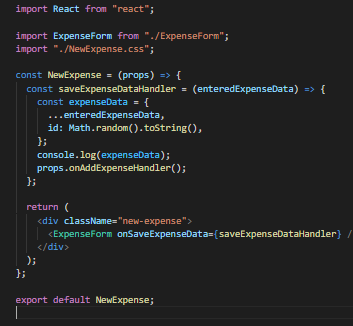 import React from "react";

import ExpenseForm from "./ExpenseForm";
import "./NewExpense.css";

const NewExpense = (props) => {
  const saveExpenseDataHandler = (enteredExpenseData) => {
    const expenseData = {
      ...enteredExpenseData,
      id: Math.random().toString(),
    };
    console.log(expenseData);
    props.onAddExpenseHandler();
  };

  return (
    <div className="new-expense">
      <ExpenseForm onSaveExpenseData={saveExpenseDataHandler} /
    </div>
  );
};

export default NewExpense;